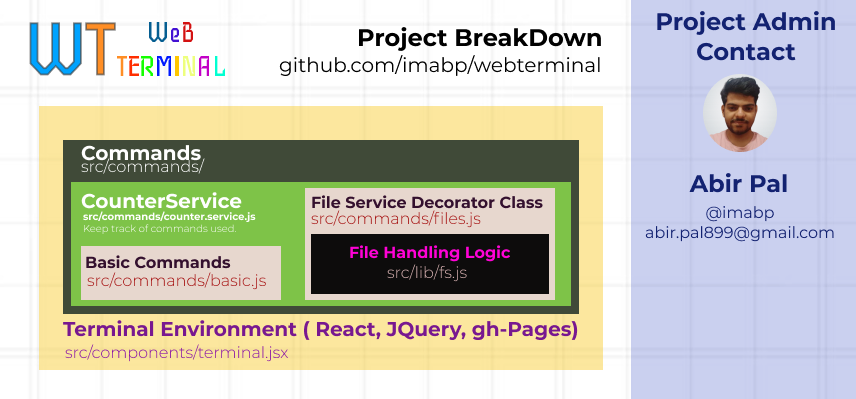 WT WeB
TERMINAL
Project BreakDown
github.com/imabp/webterminal
Commands
src/commands/
CounterService
src/commands/counter.service.js
Keep track of commands used.
Basic Commands
src/commands/basic.js
File Service Decorator Class
src/commands/files.js
File Handling Logic
src/lib/fs.js
Terminal Environment ( React, JQuery, gh-Pages)
src/components/terminal.jsx
Project Admin
Contact
Abir Pal
@imabp
abir.pal899@gmail.com